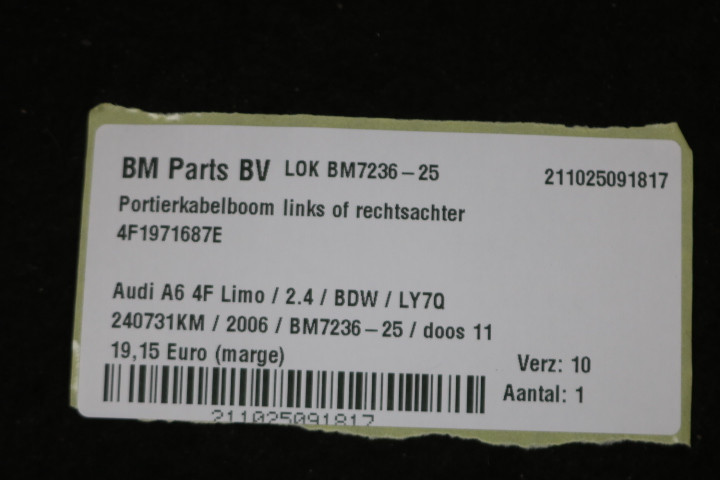 BM Parts BV LOK BM7236-25 211025091817
Portierkabelboom links of rechtsachter
4F1971687E
Audi A6 4F Limo / 2.4 / BDW / LY7Q
240731KM / 2006 / BM7236-25 / doos 11
19,15 Euro (marge)
Verz: 10
Aantal: 1
211025091817